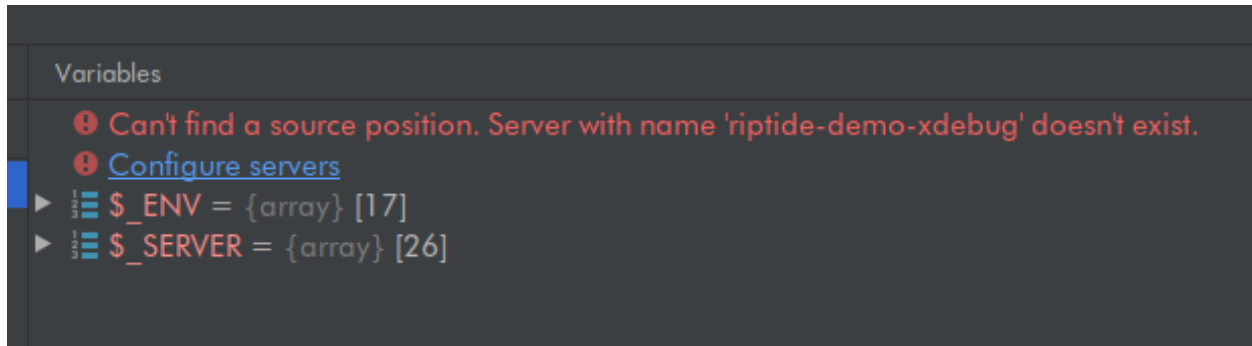 Variables
Can't find a source position. Server with name 'riptide-demo-xdebug' doesn't exist.
Configure servers
$_ENV = {array} [17]
$_SERVER = {array} [26]